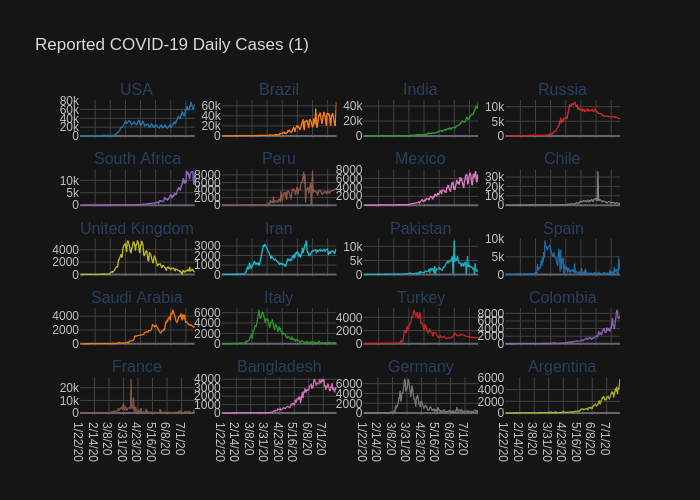 Reported COVID-19 Daily Cases (1)
USA Brazil India Russia
80k 60k 40k 20k 0
60k 40k 20k 0
40k 20k 0
10k 5k 0
South Africa Peru Mexico Chile
10k 5k 0
8000 6000 4000 2000 0
8000 6000 4000 2000 0
30k 20k 10k 0
United Kingdom Iran Pakistan Spain
4000 2000 0
3000 2000 1000 0
10k 5k 0
10k 5k 0
Saudi Arabia Italy Turkey Colombia
4000 2000 0
6000 4000 2000 0
4000 2000 0
8000 6000 4000 2000 0
France Bangladesh Germany Argentina
20k 10k 0
4000 3000 2000 1000 0
6000 4000 2000 0
6000 4000 2000 0
1/22/20 2/14/20 3/8/20 3/31/20 4/23/20 5/16/20 6/8/20 7/1/20
1/22/20 2/14/20 3/8/20 3/31/20 4/23/20 5/16/20 6/8/20 7/1/20
1/22/20 2/14/20 3/8/20 3/31/20 4/23/20 5/16/20 6/8/20 7/1/20
1/22/20 2/14/20 3/8/20 3/31/20 4/23/20 5/16/20 6/8/20 7/1/20